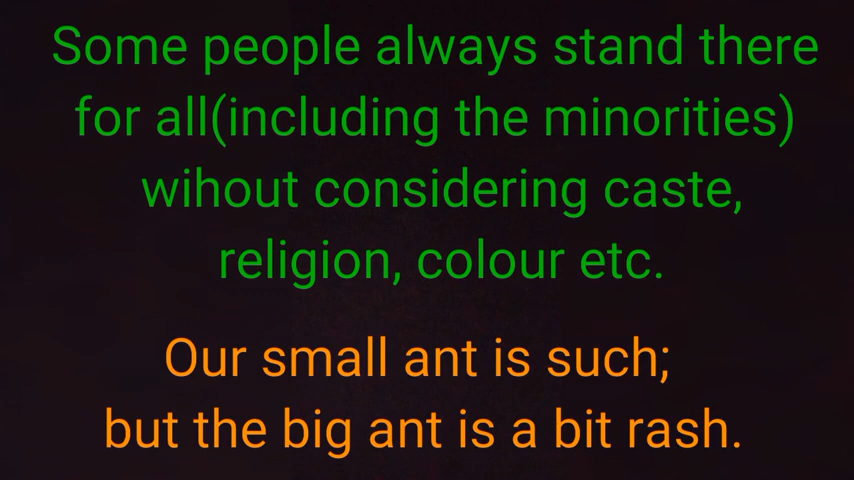 Some people always stand there
for all(including the minorities)
wihout considering caste,
religion, colour etc.
Our small ant is such;
but the big ant is a bit rash.